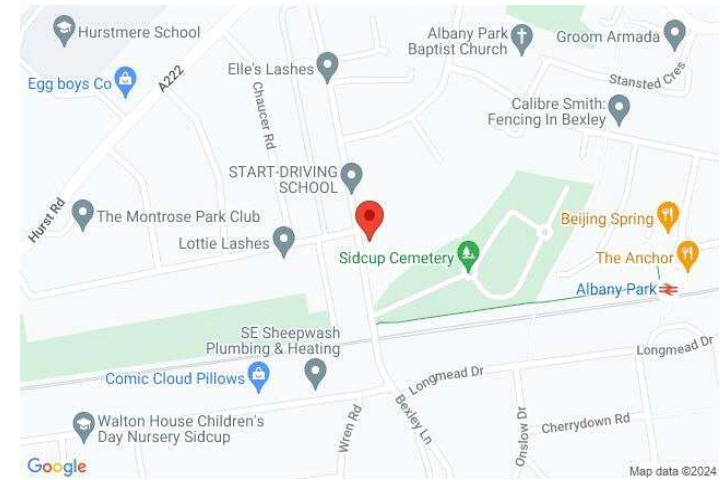 Hurstmere School
Albany Park
Baptist Church
Groom Armada
Egg boys Co
A222
Elle's Lashes
Stansted Cres
Chaucer Rd
Calibre Smith:
Fencing In Bexley
START-DRIVING
SCHOOL
Hurst Rd
The Montrose Park Club
Beijing Spring
Lottie Lashes
Sidcup Cemetery
The Anchor
Albany Park
SE Sheepwash
Plumbing & Heating
Longmead Dr
Comic Cloud Pillows
Longmead Dr
Walton House Children's
Day Nursery Sidcup
Wren Rd
Bexley Ln
Onslow Dr
Cherrydown Rd
Google
Map data ©2024